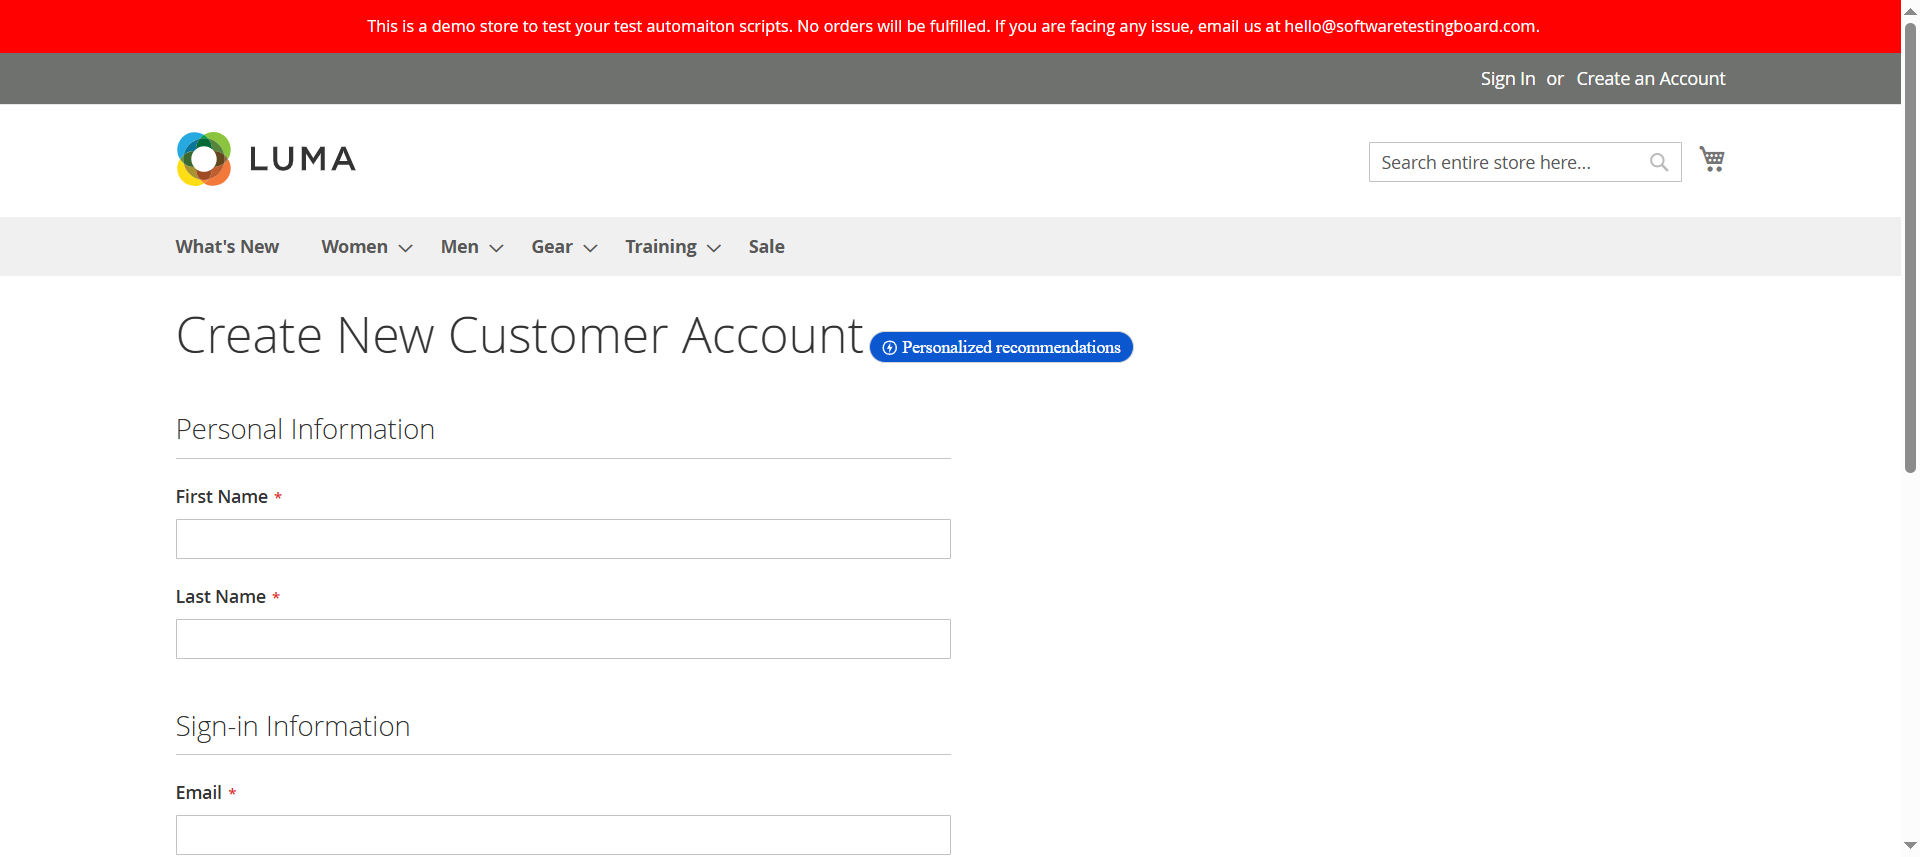 This is a demo store to test your test automaiton scripts. No orders will be fulfilled. If you are facing any issue, email us at hello@softwaretestingboard.com.
Sign In or Create an Account
LUMA
Search entire store here...
What's New Women Men Gear Training Sale
Create New Customer Account
Personalized recommendations
Personal Information
First Name *
Last Name *
Sign-in Information
Email *